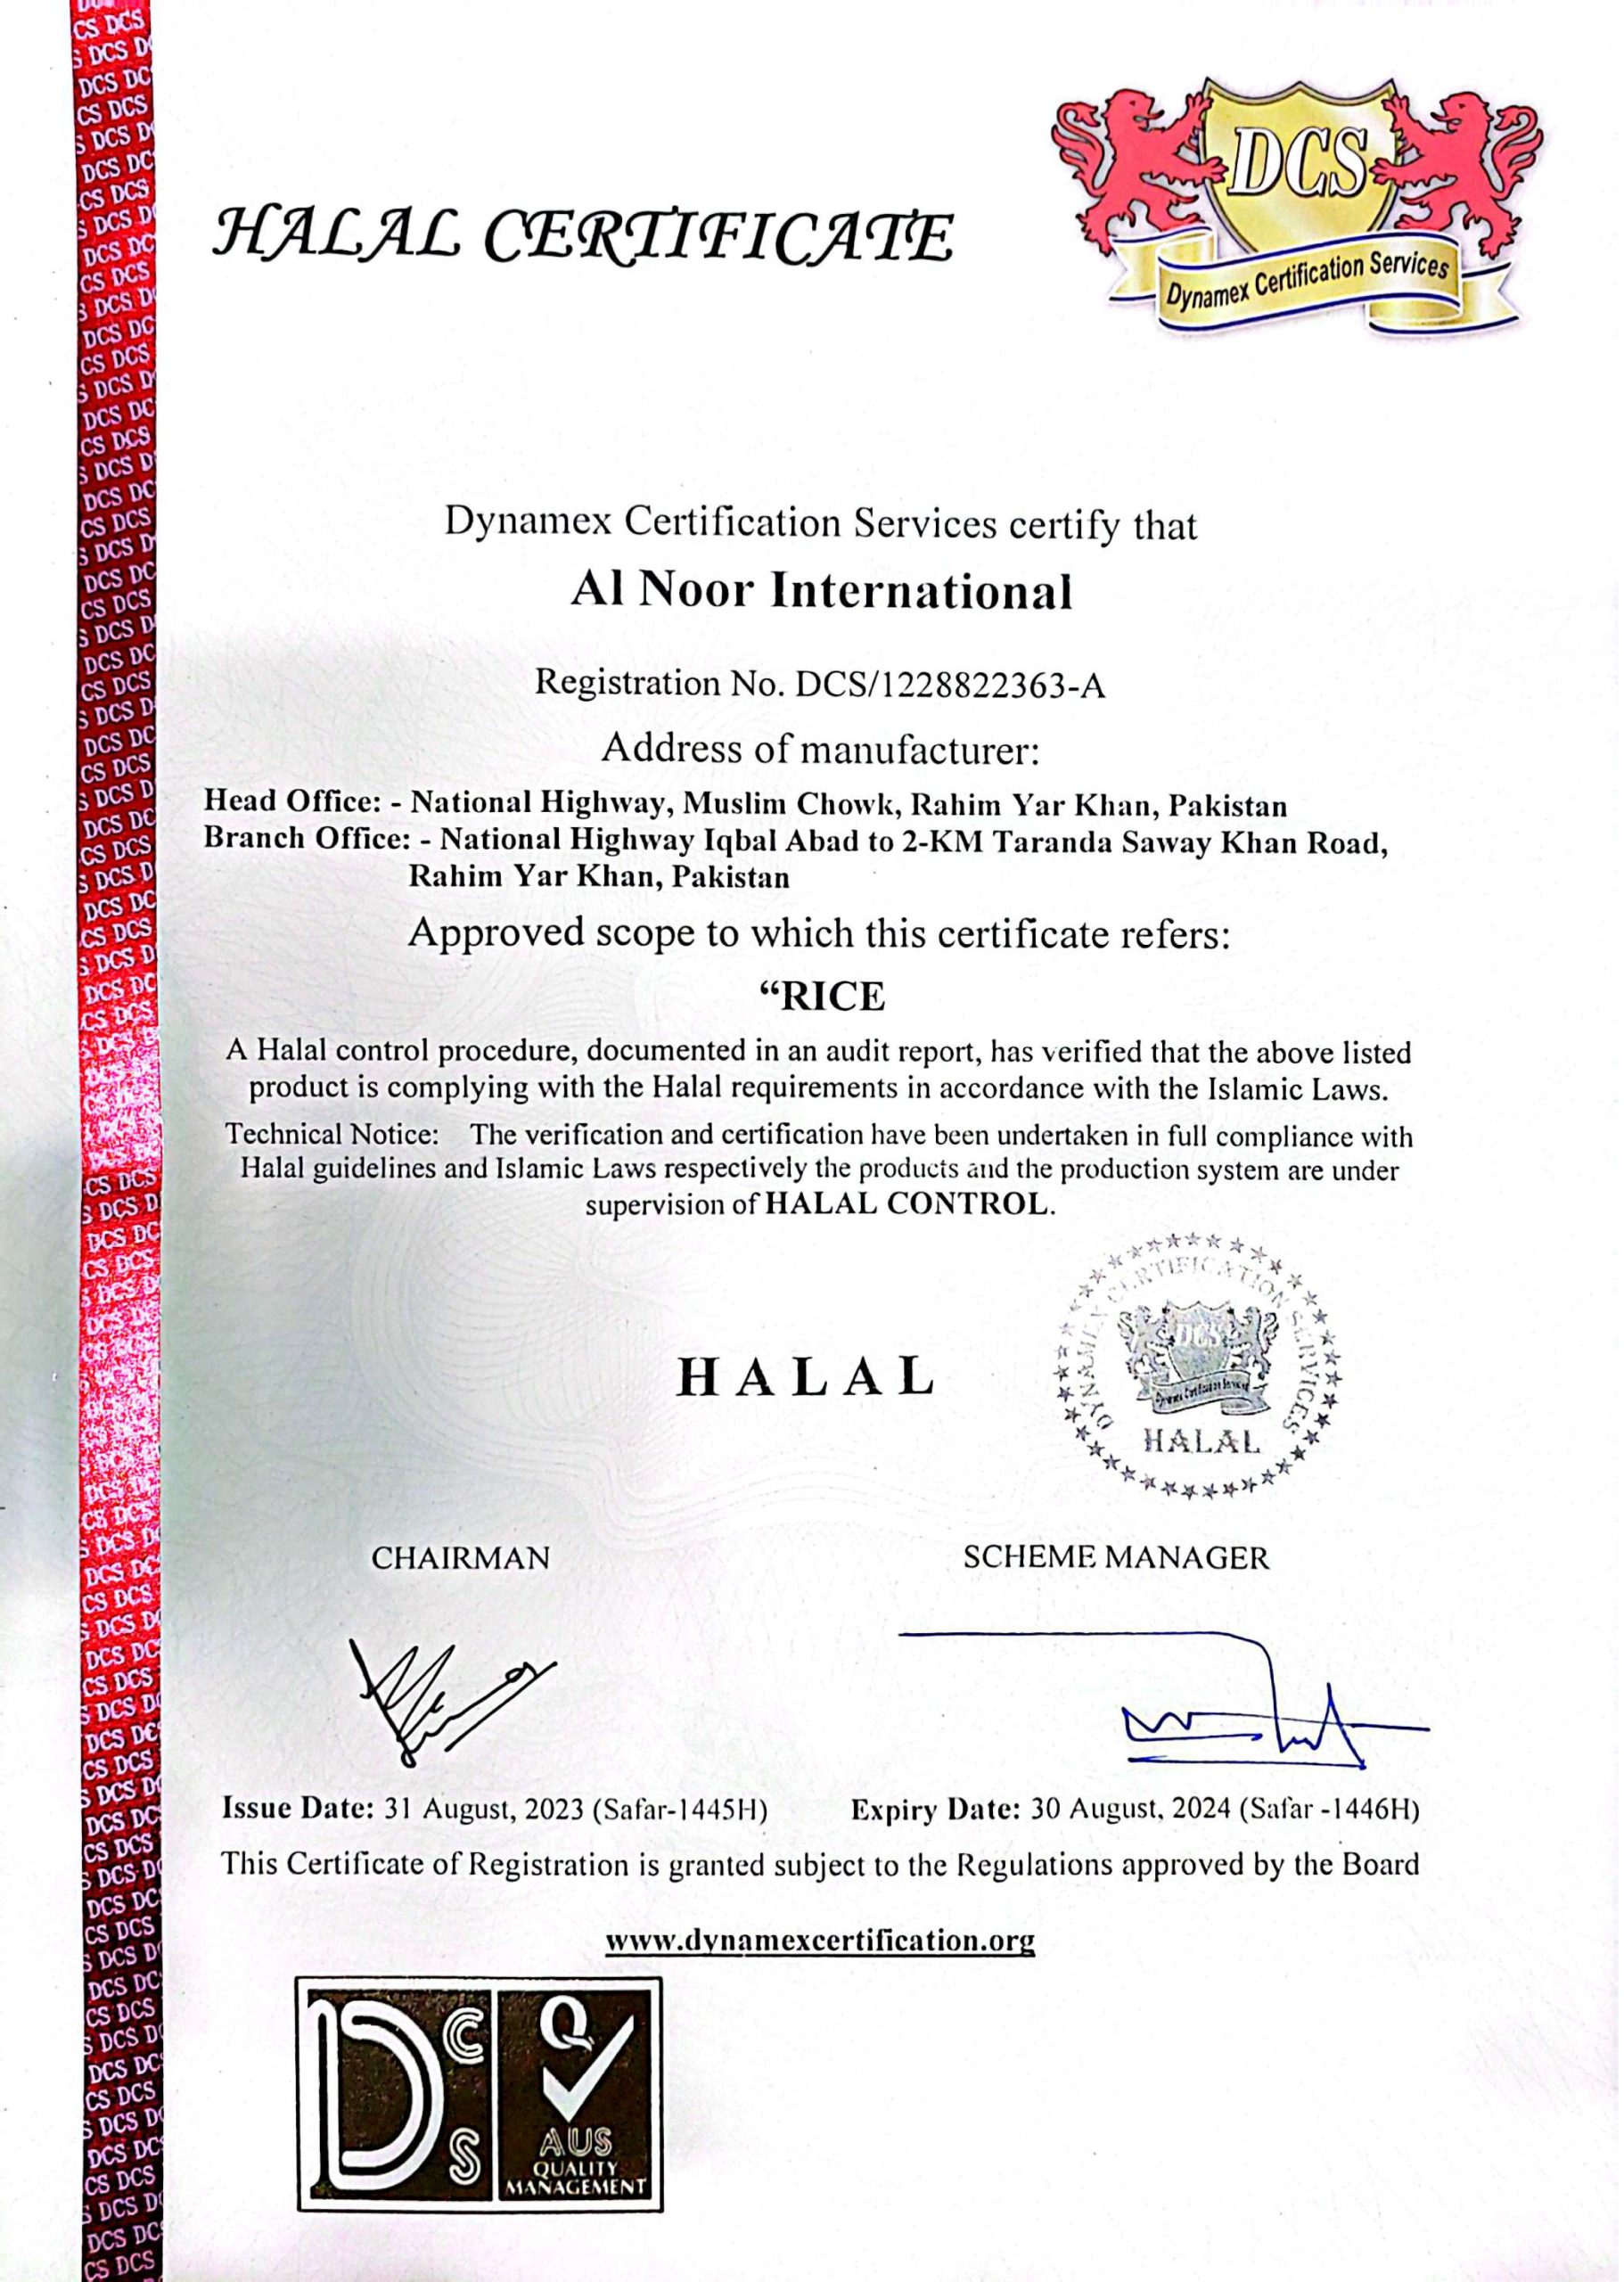 HALAL CERTIFICATE
DCS
Dynamex Certification Services
Dynamex Certification Services certify that
Al Noor International
Registration No. DCS/1228822363-A
Address of manufacturer:
Head Office: - National Highway, Muslim Chowk, Rahim Yar Khan, Pakistan
Branch Office: - National Highway Iqbal Abad to 2-KM Taranda Saway Khan Road,
Rahim Yar Khan, Pakistan
Approved scope to which this certificate refers:
“RICE
A Halal control procedure, documented in an audit report, has verified that the above listed
product is complying with the Halal requirements in accordance with the Islamic Laws.
Technical Notice: The verification and certification have been undertaken in full compliance with
Halal guidelines and Islamic Laws respectively the products and the production system are under
supervision of HALAL CONTROL.
HALAL
DYNAMEX CERTIFICATION SERVICES
DCS
Dynamex Certification Services
HALAL
CHAIRMAN
SCHEME MANAGER
Issue Date: 31 August, 2023 (Safar-1445H) Expiry Date: 30 August, 2024 (Safar -1446H)
This Certificate of Registration is granted subject to the Regulations approved by the Board
www.dynamexcertification.org
DCS
Q
AUS
QUALITY
MANAGEMENT